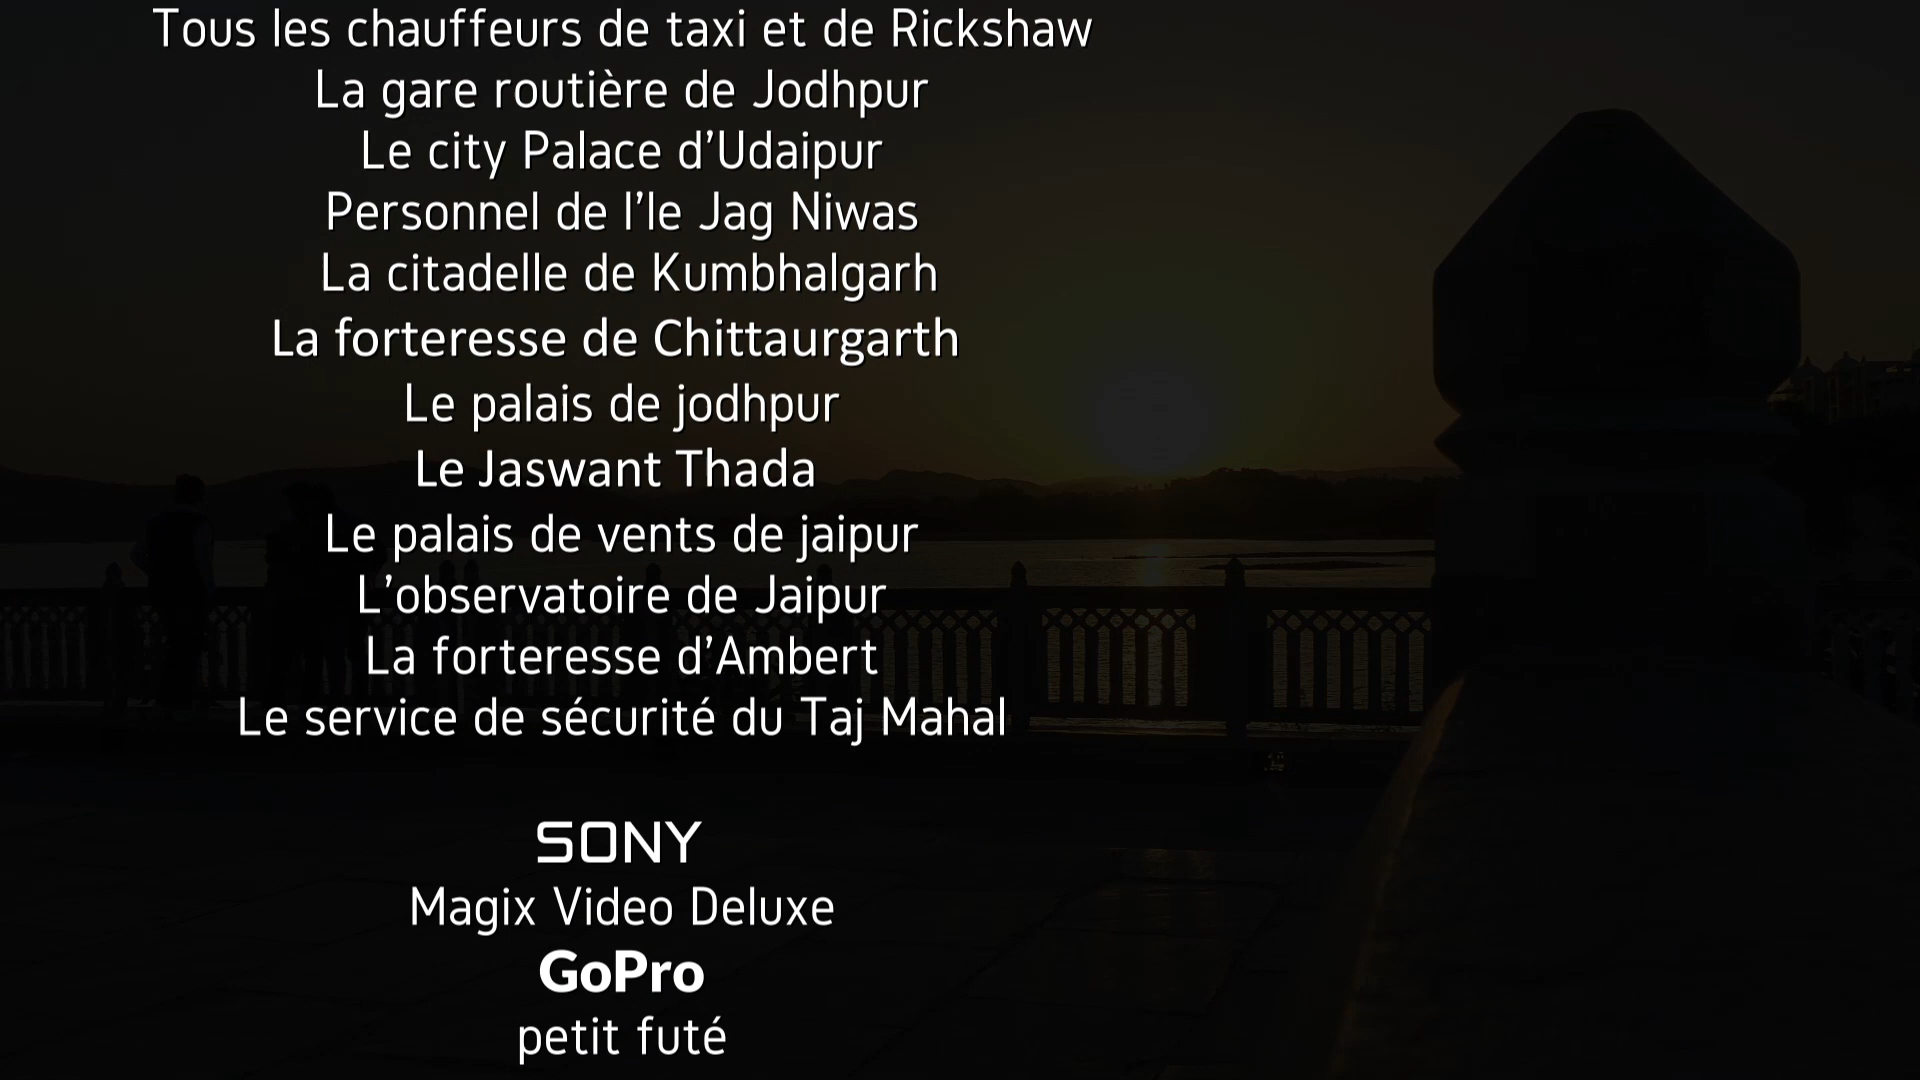 Tous les chauffeurs de taxi et de Rickshaw
La gare routière de Jodhpur
Le city Palace d’Udaipur
Personnel de l’le Jag Niwas
La citadelle de Kumbhalgarh
La forteresse de Chittaurgarth
Le palais de jodhpur
Le Jaswant Thada
Le palais de vents de jaipur
L’observatoire de Jaipur
La forteresse d’Ambert
Le service de sécurité du Taj Mahal
SONY
Magix Video Deluxe
GoPro
petit futé